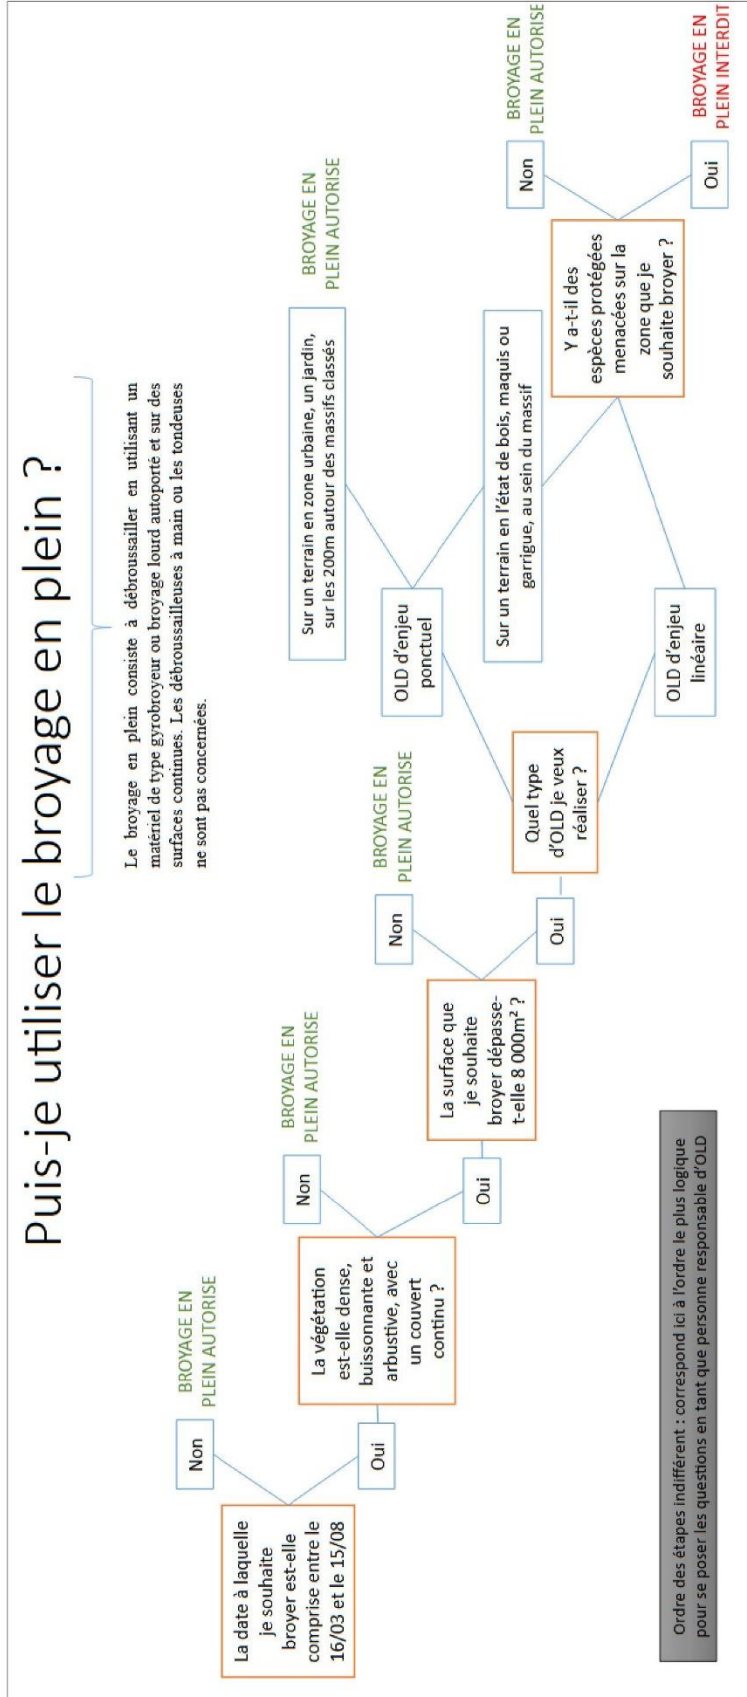 Puis-je utiliser le broyage en plein ?
Le broyage en plein consiste à débroussailler en utilisant un
matériel de type gyrobroyeur ou broyage lourd autoporté et sur des
surfaces continues. Les débroussailleuses à main ou les tondeuses
ne sont pas concernées.
La date à laquelle
je souhaite
broyer est-elle
comprise entre le
16/03 et le 15/08
Non
BROYAGE EN
PLEIN AUTORISE
Oui
La végétation
est-elle dense,
buissonnante et
arbustive, avec
un couvert
continu ?
Non
BROYAGE EN
PLEIN AUTORISE
Oui
La surface que
je souhaite
broyer dépasse-
t-elle 8 000m² ?
Non
BROYAGE EN
PLEIN AUTORISE
Oui
Quel type
d'OLD je veux
réaliser ?
OLD d'enjeu
ponctuel
Sur un terrain en zone urbaine, un jardin,
sur les 200m autour des massifs classés
BROYAGE EN
PLEIN AUTORISE
Sur un terrain en l'état de bois, maquis ou
garrigue, au sein du massif
OLD d'enjeu
linéaire
Y a-t-il des
espèces protégées
menacées sur la
zone que je
souhaite broyer ?
Non
BROYAGE EN
PLEIN AUTORISE
Oui
BROYAGE EN
PLEIN INTERDIT
Ordre des étapes indifférent : correspond ici à l'ordre le plus logique
pour se poser les questions en tant que personne responsable d'OLD